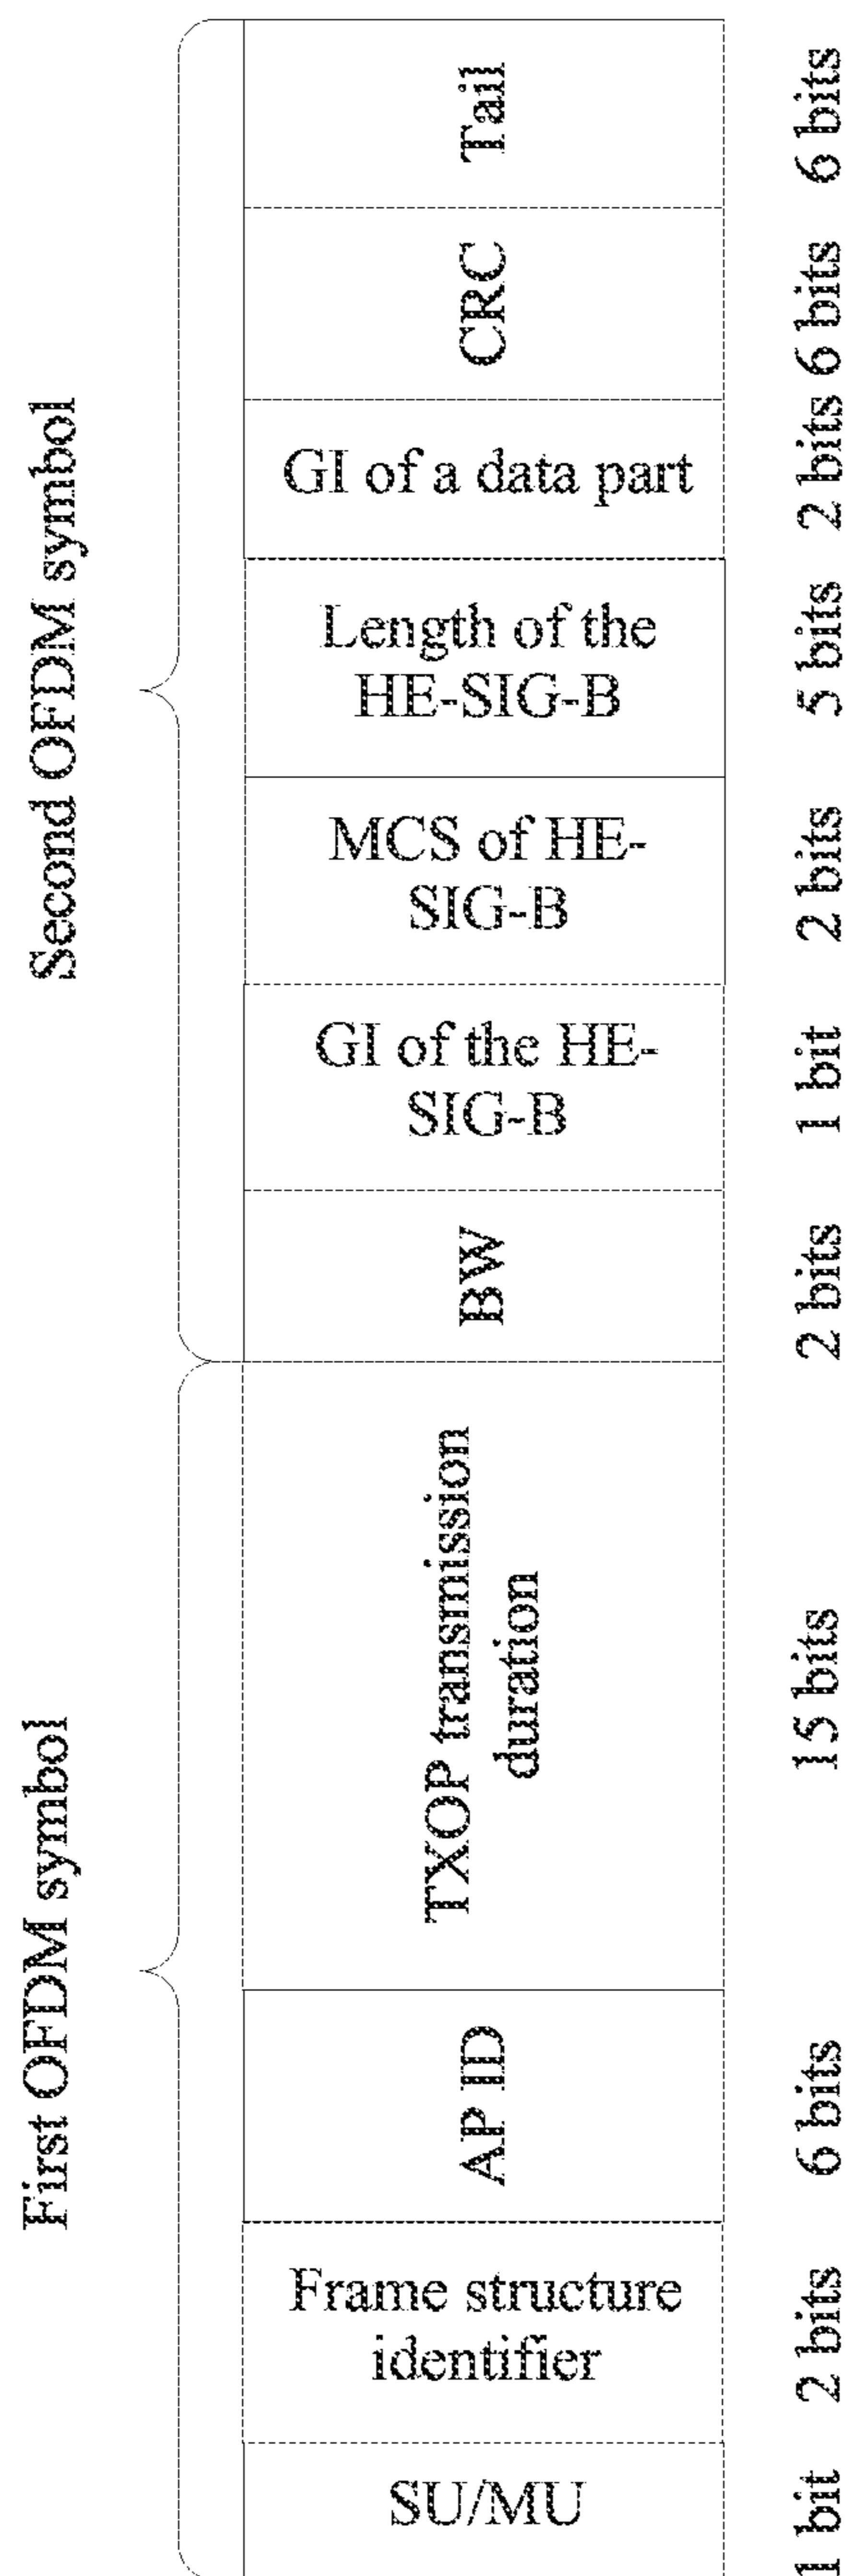 Second OFDM symbol
Tail
6 bits
CRC
6 bits
GI of a data part
2 bits
Length of the
HE-SIG-B
5 bits
MCS of HE-
SIG-B
2 bits
GI of the HE-
SIG-B
1 bit
BW
2 bits
First OFDM symbol
TXOP transmission
duration
15 bits
AP ID
6 bits
Frame structure
identifier
2 bits
SU/MU
1 bit